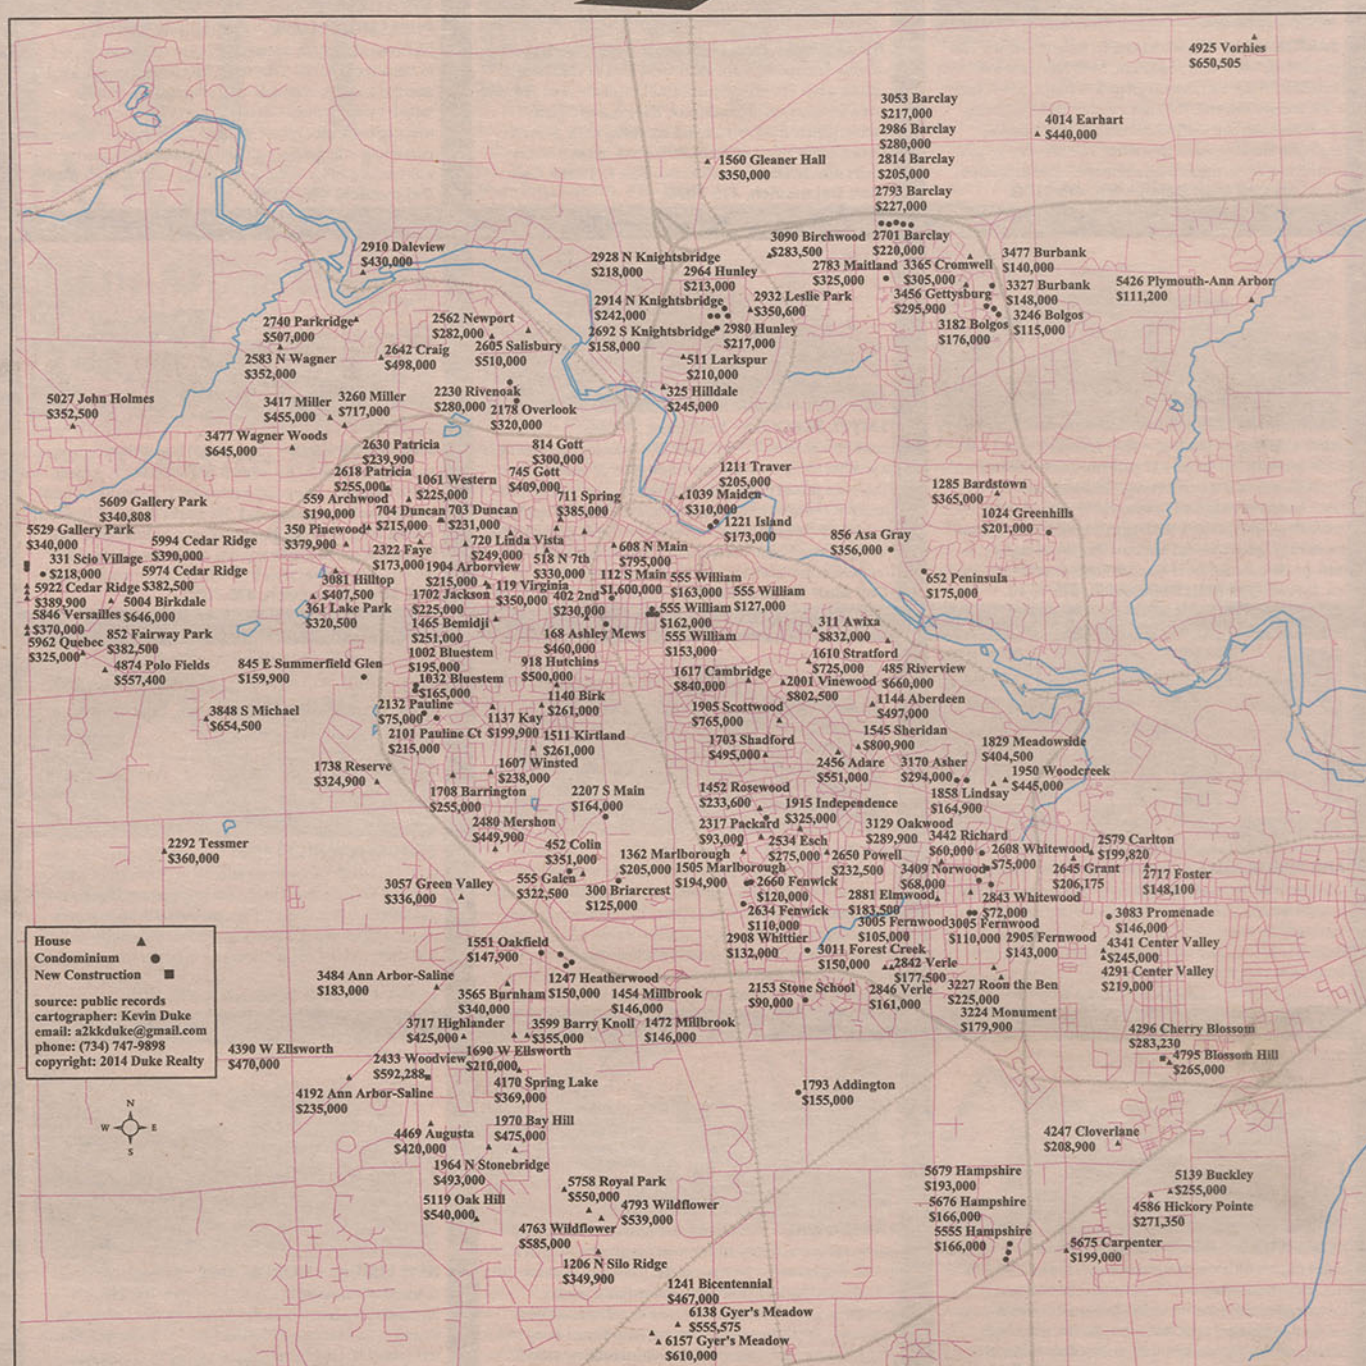 4925 Vorhies
$650,505
3053 Barclay
$217,000
2986 Barclay
$280,000
2814 Barclay
$205,000
2793 Barclay
$227,000
4014 Earhart
$440,000
1560 Gleaner Hall
$350,000
2910 Daleview
$430,000
3090 Birchwood
$283,500
2701 Barclay
$220,000
2928 N Knightsbridge
$218,000
2964 Hunley
$213,000
2783 Maitland
$325,000
3365 Cromwell
$305,000
3477 Burbank
$140,000
3327 Burbank
$148,000
5426 Plymouth-Ann Arbor
$111,200
2914 N Knightsbridge
$242,000
2932 Leslie Park
$350,600
3456 Gettysburg
$295,900
3246 Bolgos
$115,000
3182 Bolgos
$176,000
2740 Parkridge
$507,000
2562 Newport
$282,000
2692 S Knightsbridge
$158,000
2980 Hunley
$217,000
2583 N Wagner
$352,000
2642 Craig
$498,000
2605 Salisbury
$510,000
511 Larkspur
$210,000
325 Hilldale
$245,000
5027 John Holmes
$352,500
3417 Miller
$455,000
3260 Miller
$717,000
2230 Rivenoak
$280,000
2178 Overlook
$320,000
3477 Wagner Woods
$645,000
2630 Patricia
$239,900
814 Gott
$300,000
2618 Patricia
$255,000
1061 Western
$225,000
745 Gott
$409,000
1211 Traver
$205,000
1285 Bardstown
$365,000
5609 Gallery Park
$340,808
559 Archwood
$190,000
704 Duncan
$215,000
703 Duncan
$231,000
711 Spring
$385,000
1039 Maiden
$310,000
1221 Island
$173,000
1024 Greenhills
$201,000
5529 Gallery Park
$340,000
5994 Cedar Ridge
$390,000
350 Pinewood
$379,900
720 Linda Vista
$249,000
608 N Main
$795,000
856 Asa Gray
$356,000
331 Scio Village
$218,000
5974 Cedar Ridge
$382,500
2322 Faye
$173,000
518 N 7th
$330,000
5922 Cedar Ridge
$389,900
3081 Hilltop
$407,500
1904 Arborview
$215,000
119 Virginia
$350,000
112 S Main
$1,600,000
555 William
$163,000
555 William
$127,000
652 Peninsula
$175,000
5004 Birkdale
$646,000
361 Lake Park
$320,500
1702 Jackson
$225,000
402 2nd
$230,000
555 William
$162,000
5846 Versailles
$370,000
852 Fairway Park
$382,500
1465 Bemidji
$251,000
168 Ashley Mews
$460,000
555 William
$153,000
311 Awixa
$832,000
5962 Quebec
$325,000
4874 Polo Fields
$557,400
845 E Summerfield Glen
$159,900
1002 Bluestem
$195,000
918 Hutchins
$500,000
1617 Cambridge
$840,000
1610 Stratford
$725,000
485 Riverview
$660,000
1032 Bluestem
$165,000
2001 Vinewood
$802,500
3848 S Michael
$654,500
2132 Pauline
$75,000
1140 Birk
$261,000
1905 Scottwood
$765,000
1144 Aberdeen
$497,000
1137 Kay
$199,900
2101 Pauline Ct
$215,000
1511 Kirtland
$261,000
1703 Shadford
$495,000
1545 Sheridan
$800,900
1829 Meadowside
$404,500
1738 Reserve
$324,900
1607 Winsted
$238,000
2456 Adare
$551,000
3170 Asher
$294,000
1950 Woodcreek
$445,000
1708 Barrington
$255,000
2207 S Main
$164,000
1452 Rosewood
$233,600
1915 Independence
$325,000
1858 Lindsay
$164,900
2480 Mershon
$449,900
2317 Packard
$93,000
3129 Oakwood
$289,900
2292 Tessmer
$360,000
452 Colin
$351,000
1362 Marlborough
$205,000
2534 Esch
$275,000
3442 Richard
$60,000
2608 Whitewood
$75,000
2579 Carlton
$199,820
2650 Powell
$232,500
3057 Green Valley
$336,000
555 Galen
$322,500
1505 Marlborough
$194,900
3409 Norwood
$68,000
2645 Grant
$206,175
2717 Foster
$148,100
300 Briarcrest
$125,000
2660 Fenwick
$120,000
2881 Elmwood
$183,500
2843 Whitewood
$72,000
2634 Fenwick
$110,000
3005 Fernwood
$105,000
3005 Fernwood
$110,000
3083 Promenade
$146,000
House
Condominium
New Construction
source: public records
cartographer: Kevin Duke
email: a2kkduke@gmail.com
phone: (734) 747-9898
copyright: 2014 Duke Realty
1551 Oakfield
$147,900
2908 Whittier
$132,000
3011 Forest Creek
$150,000
2905 Fernwood
$143,000
4341 Center Valley
$245,000
3484 Ann Arbor-Saline
$183,000
1247 Heatherwood
$150,000
2842 Verle
$177,500
4291 Center Valley
$219,000
3565 Burnham
$340,000
1454 Millbrook
$146,000
2153 Stone School
$90,000
2846 Verle
$161,000
3227 Roon the Ben
$225,000
3717 Highlander
$425,000
3599 Barry Knoll
$355,000
1472 Millbrook
$146,000
3224 Monument
$179,900
4296 Cherry Blossom
$283,230
4390 W Ellsworth
$470,000
2433 Woodview
$592,288
1690 W Ellsworth
$210,000
4795 Blossom Hill
$265,000
4192 Ann Arbor-Saline
$235,000
4170 Spring Lake
$369,000
1793 Addington
$155,000
N
W E
S
4469 Augusta
$420,000
1970 Bay Hill
$475,000
4247 Cloverlane
$208,900
1964 N Stonebridge
$493,000
5679 Hampshire
$193,000
5139 Buckley
$255,000
5758 Royal Park
$550,000
5119 Oak Hill
$540,000
4793 Wildflower
$539,000
5676 Hampshire
$166,000
4586 Hickory Pointe
$271,350
4763 Wildflower
$585,000
5555 Hampshire
$166,000
5675 Carpenter
$199,000
1206 N Silo Ridge
$349,900
1241 Bicentennial
$467,000
6138 Gyer's Meadow
$555,575
6157 Gyer's Meadow
$610,000